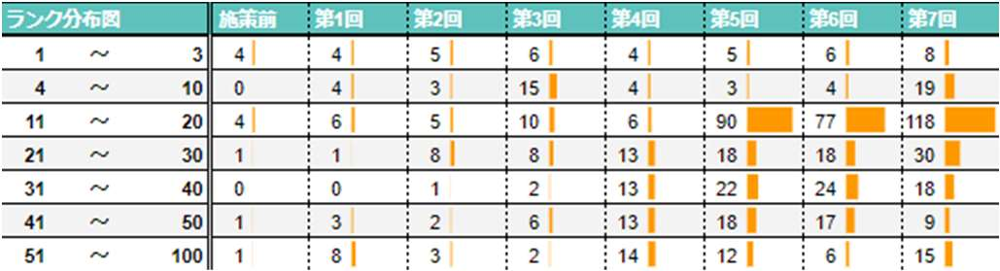 ランク分布図 施策前 第1回 第2回 第3回 第4回 第5回 第6回 第7回
1 ～ 3 4 4 5 6 4 5 6 8
4 ～ 10 0 4 3 15 4 3 4 19
11 ～ 20 4 6 5 10 6 90 77 118
21 ～ 30 1 1 8 8 13 18 18 30
31 ～ 40 0 0 1 2 13 22 24 18
41 ～ 50 1 3 2 6 13 18 17 9
51 ～ 100 1 8 3 2 14 12 6 15